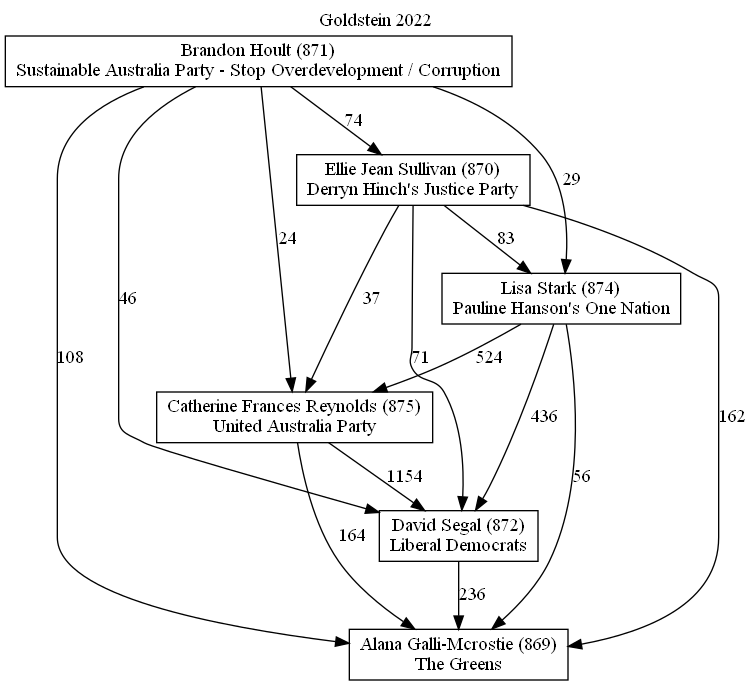 Goldstein 2022
Brandon Hoult (871)
Sustainable Australia Party - Stop Overdevelopment / Corruption
74
Ellie Jean Sullivan (870)
Derryn Hinch's Justice Party
29
24
83
46
37
Lisa Stark (874)
Pauline Hanson's One Nation
108
71
524
Catherine Frances Reynolds (875)
United Australia Party
436
162
1154
56
164
David Segal (872)
Liberal Democrats
236
Alana Galli-Mcrostie (869)
The Greens